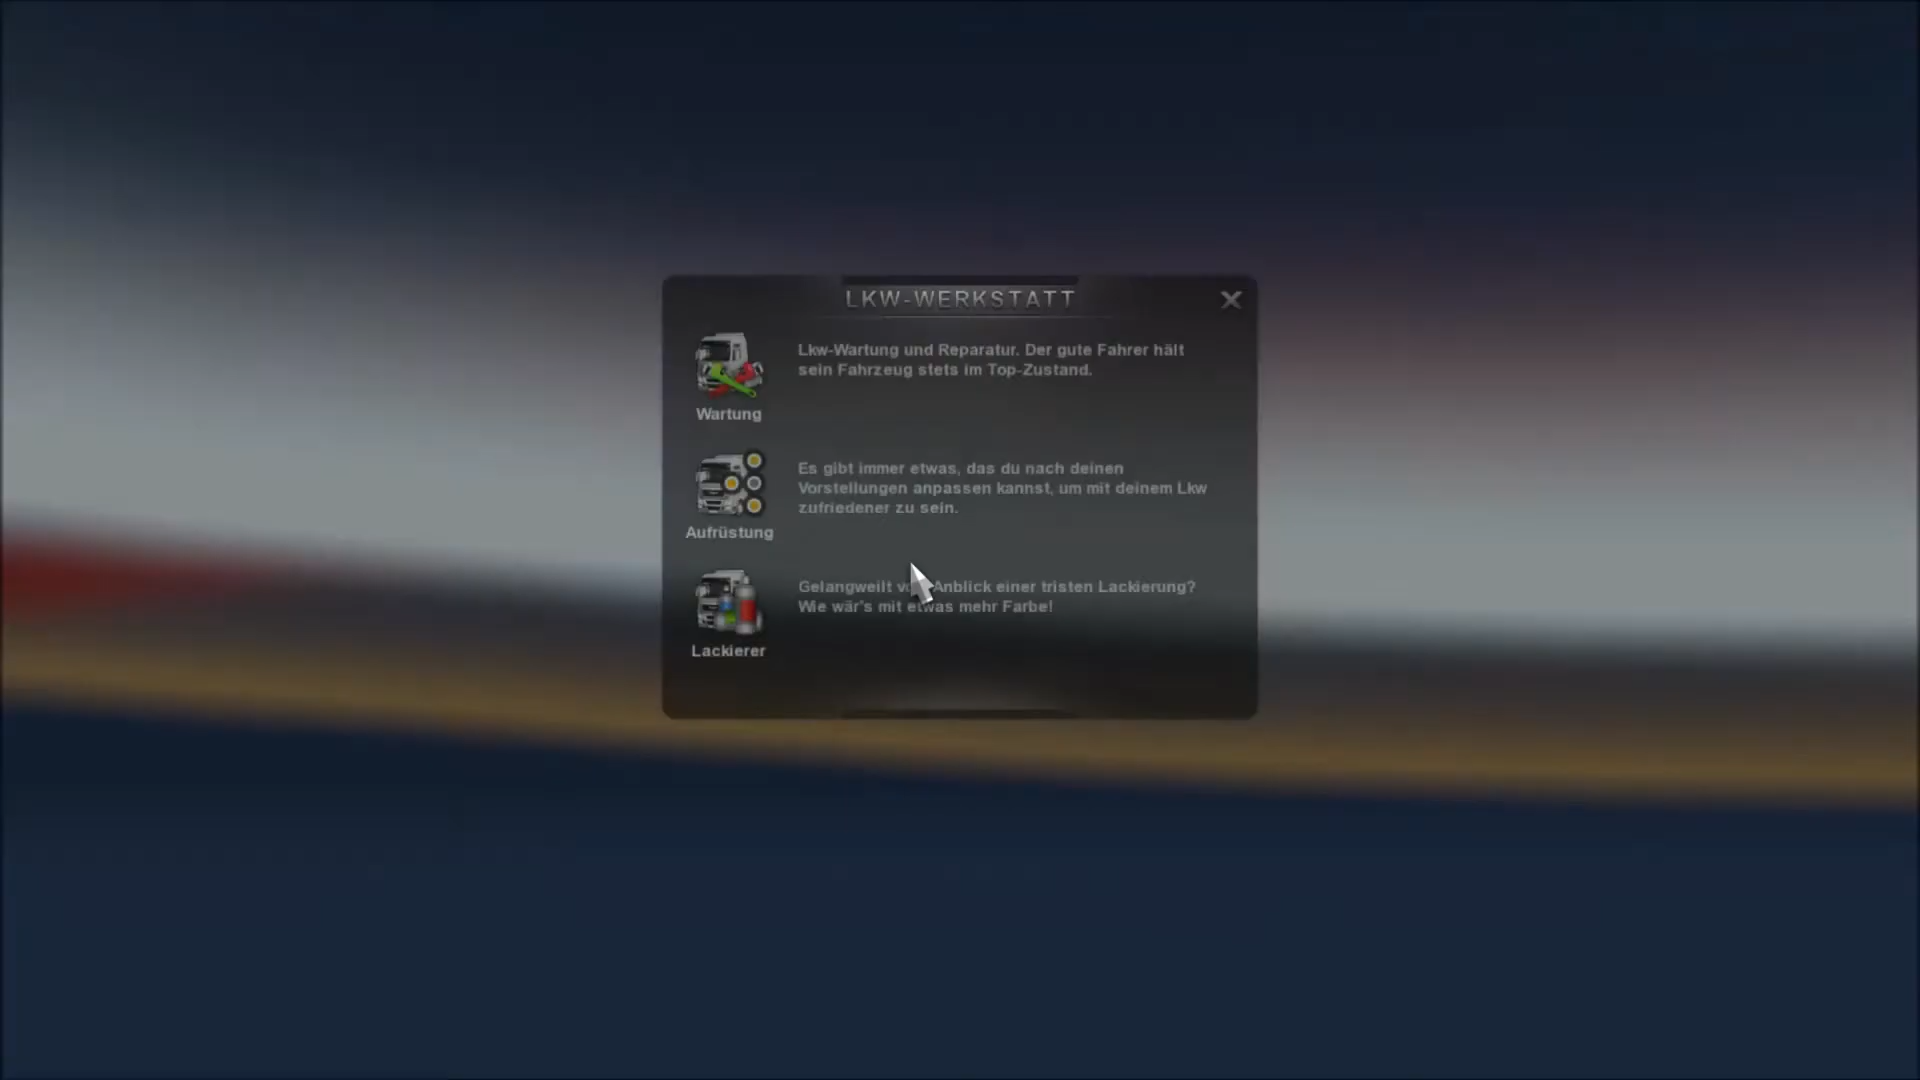 LKW-WERKSTATT
Lkw-Wartung und Reparatur. Der gute Fahrer hält
sein Fahrzeug stets im Top-Zustand.
Wartung
Es gibt immer etwas, das du nach deinen
Vorstellungen anpassen kannst, um mit deinem Lkw
zufriedener zu sein.
Aufrüstung
Gelangweilt Anblick einer tristen Lackierung?
Wie wär's mit etwas mehr Farbe!
Lackierer